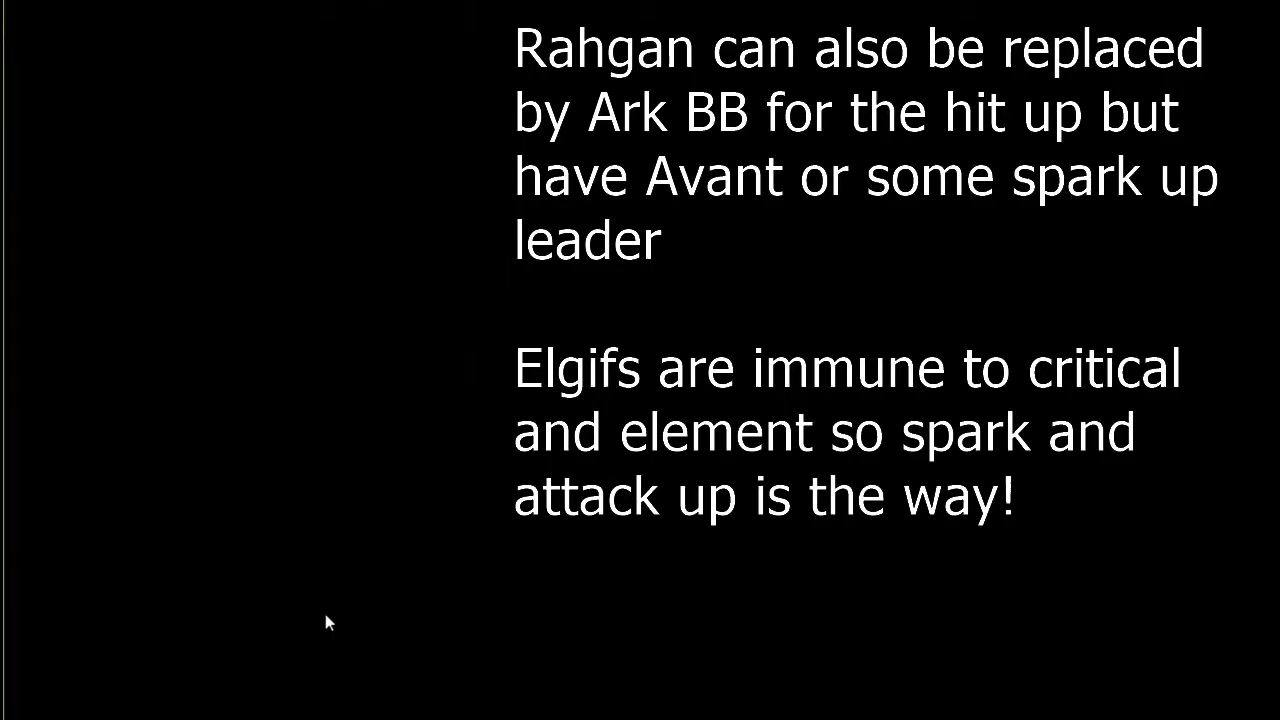 Rahgan can also be replaced
by Ark BB for the hit up but
have Avant or some spark up
leader
Elgifs are immune to critical
and element so spark and
attack up is the way!